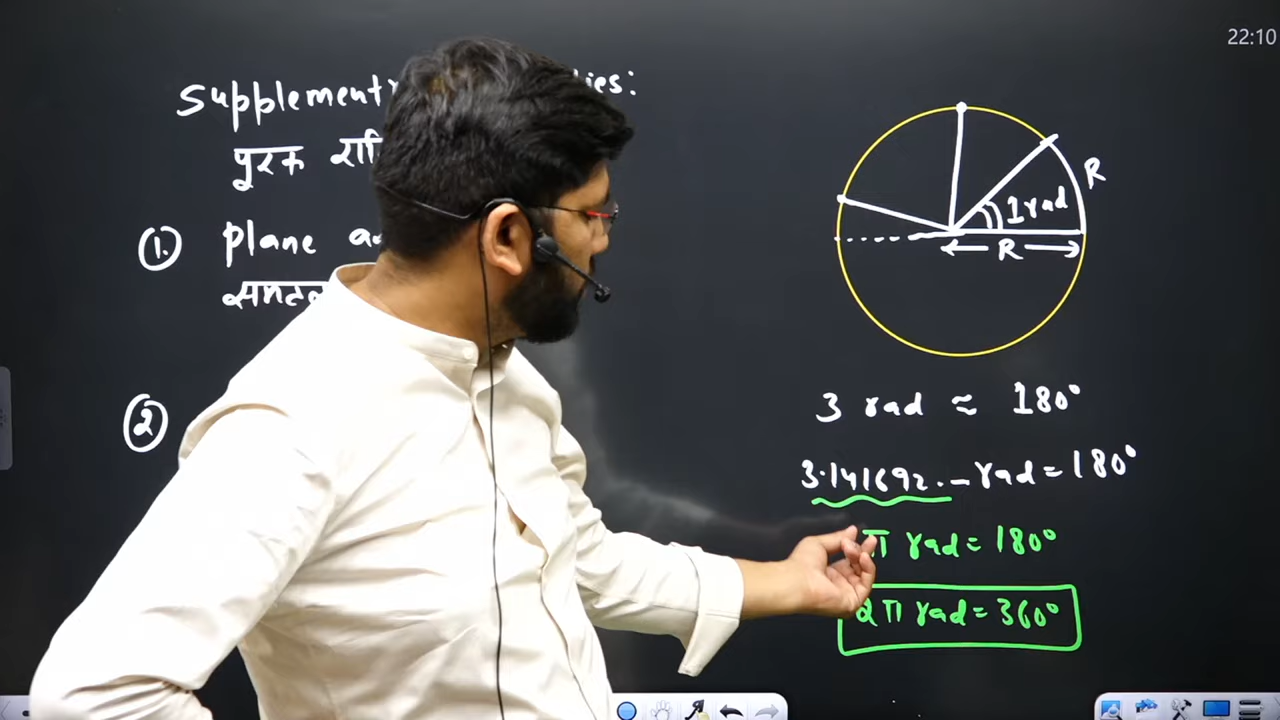 22:10
Supplement
पूरक
R
1 rad
R
1. plane
2
3 rad ≈ 180°
3.141692.- rad = 180°
π rad = 180°
2π rad = 360°